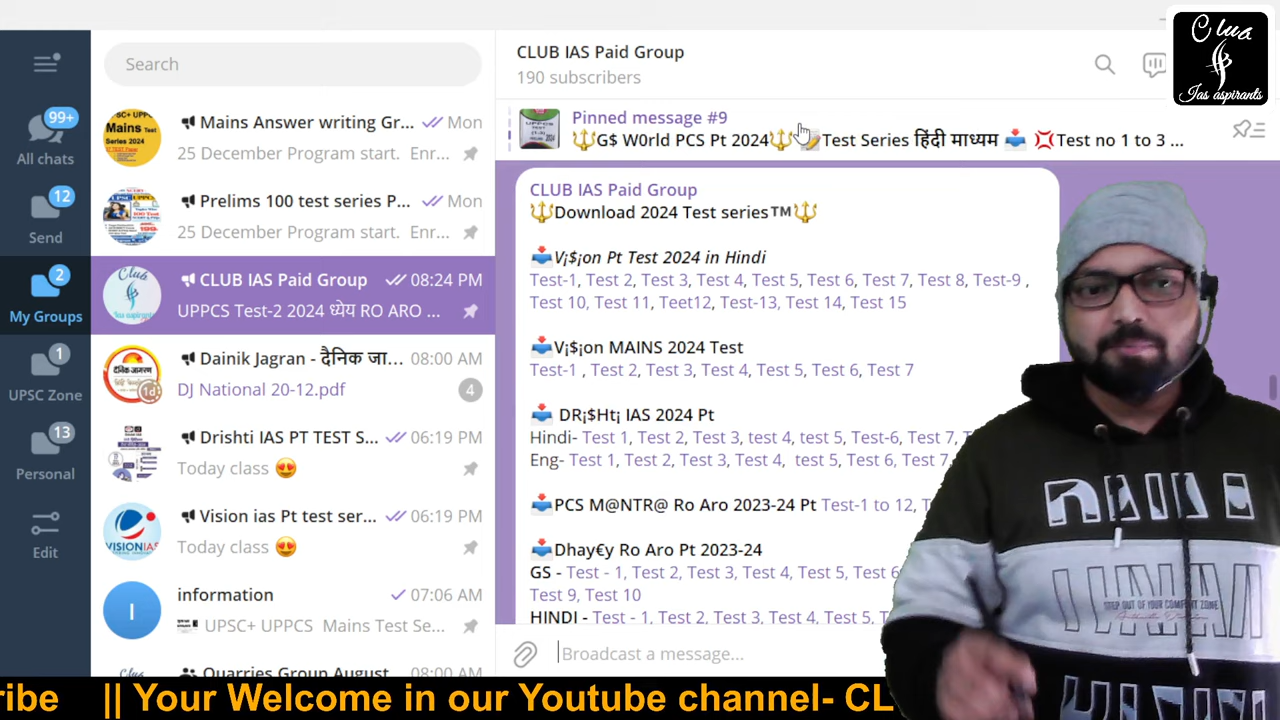 Search
99+
All chats
12
Send
2
My Groups
1
UPSC Zone
13
Personal
Edit
Mains Answer writing Gr... Mon
25 December Program start. Enr...
Prelims 100 test series P... Mon
25 December Program start. Enr...
CLUB IAS Paid Group 08:24 PM
UPPCS Test-2 2024 ध्येय RO ARO ...
Dainik Jagran - दैनिक जा... 08:00 AM
DJ National 20-12.pdf 4
Drishti IAS PT TEST S... 06:19 PM
Today class 😍
Vision ias Pt test ser... 06:19 PM
Today class 😍
information 07:06 AM
UPSC+ UPPCS Mains Test Se...
Quarries Group August 08:00 AM
CLUB IAS Paid Group
190 subscribers
Pinned message #9
🔱G$ W0rld PCS Pt 2024🔱📝Test Series हिंदी माध्यम 📥 💢Test no 1 to 3 ...
CLUB IAS Paid Group
🔱Download 2024 Test series™️🔱
📥V¡$¡on Pt Test 2024 in Hindi
Test-1, Test 2, Test 3, Test 4, Test 5, Test 6, Test 7, Test 8, Test-9 ,
Test 10, Test 11, Teet12, Test-13, Test 14, Test 15
📥V¡$¡on MAINS 2024 Test
Test-1 , Test 2, Test 3, Test 4, Test 5, Test 6, Test 7
📥 DR¡$Ht¡ IAS 2024 Pt
Hindi- Test 1, Test 2, Test 3, test 4, test 5, Test-6, Test 7,
Eng- Test 1, Test 2, Test 3, Test 4, test 5, Test 6, Test 7,
📥PCS M@NTR@ Ro Aro 2023-24 Pt Test-1 to 12,
📥Dhay€y Ro Aro Pt 2023-24
GS - Test - 1, Test 2, Test 3, Test 4, Test 5, Test 6
Test 9, Test 10
HINDI - Test - 1, Test 2, Test 3, Test 4, Test 5,
Broadcast a message...
Clua
Ias aspirants
STEP OUT OF YOUR COMFORT ZONE
ribe || Your Welcome in our Youtube channel- CL